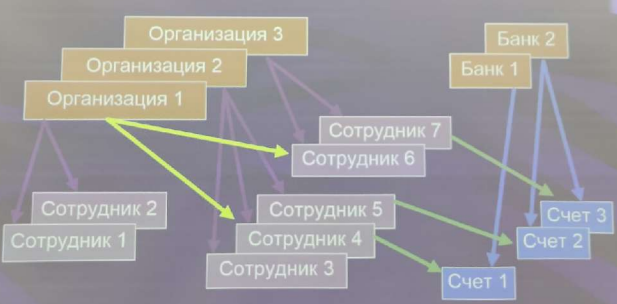 Организация 3
Организация 2
Организация 1
Банк 2
Банк 1
Сотрудник 7
Сотрудник 6
Сотрудник 2
Сотрудник 1
Сотрудник 5
Сотрудник 4
Сотрудник 3
Счет 3
Счет 2
Счет 1